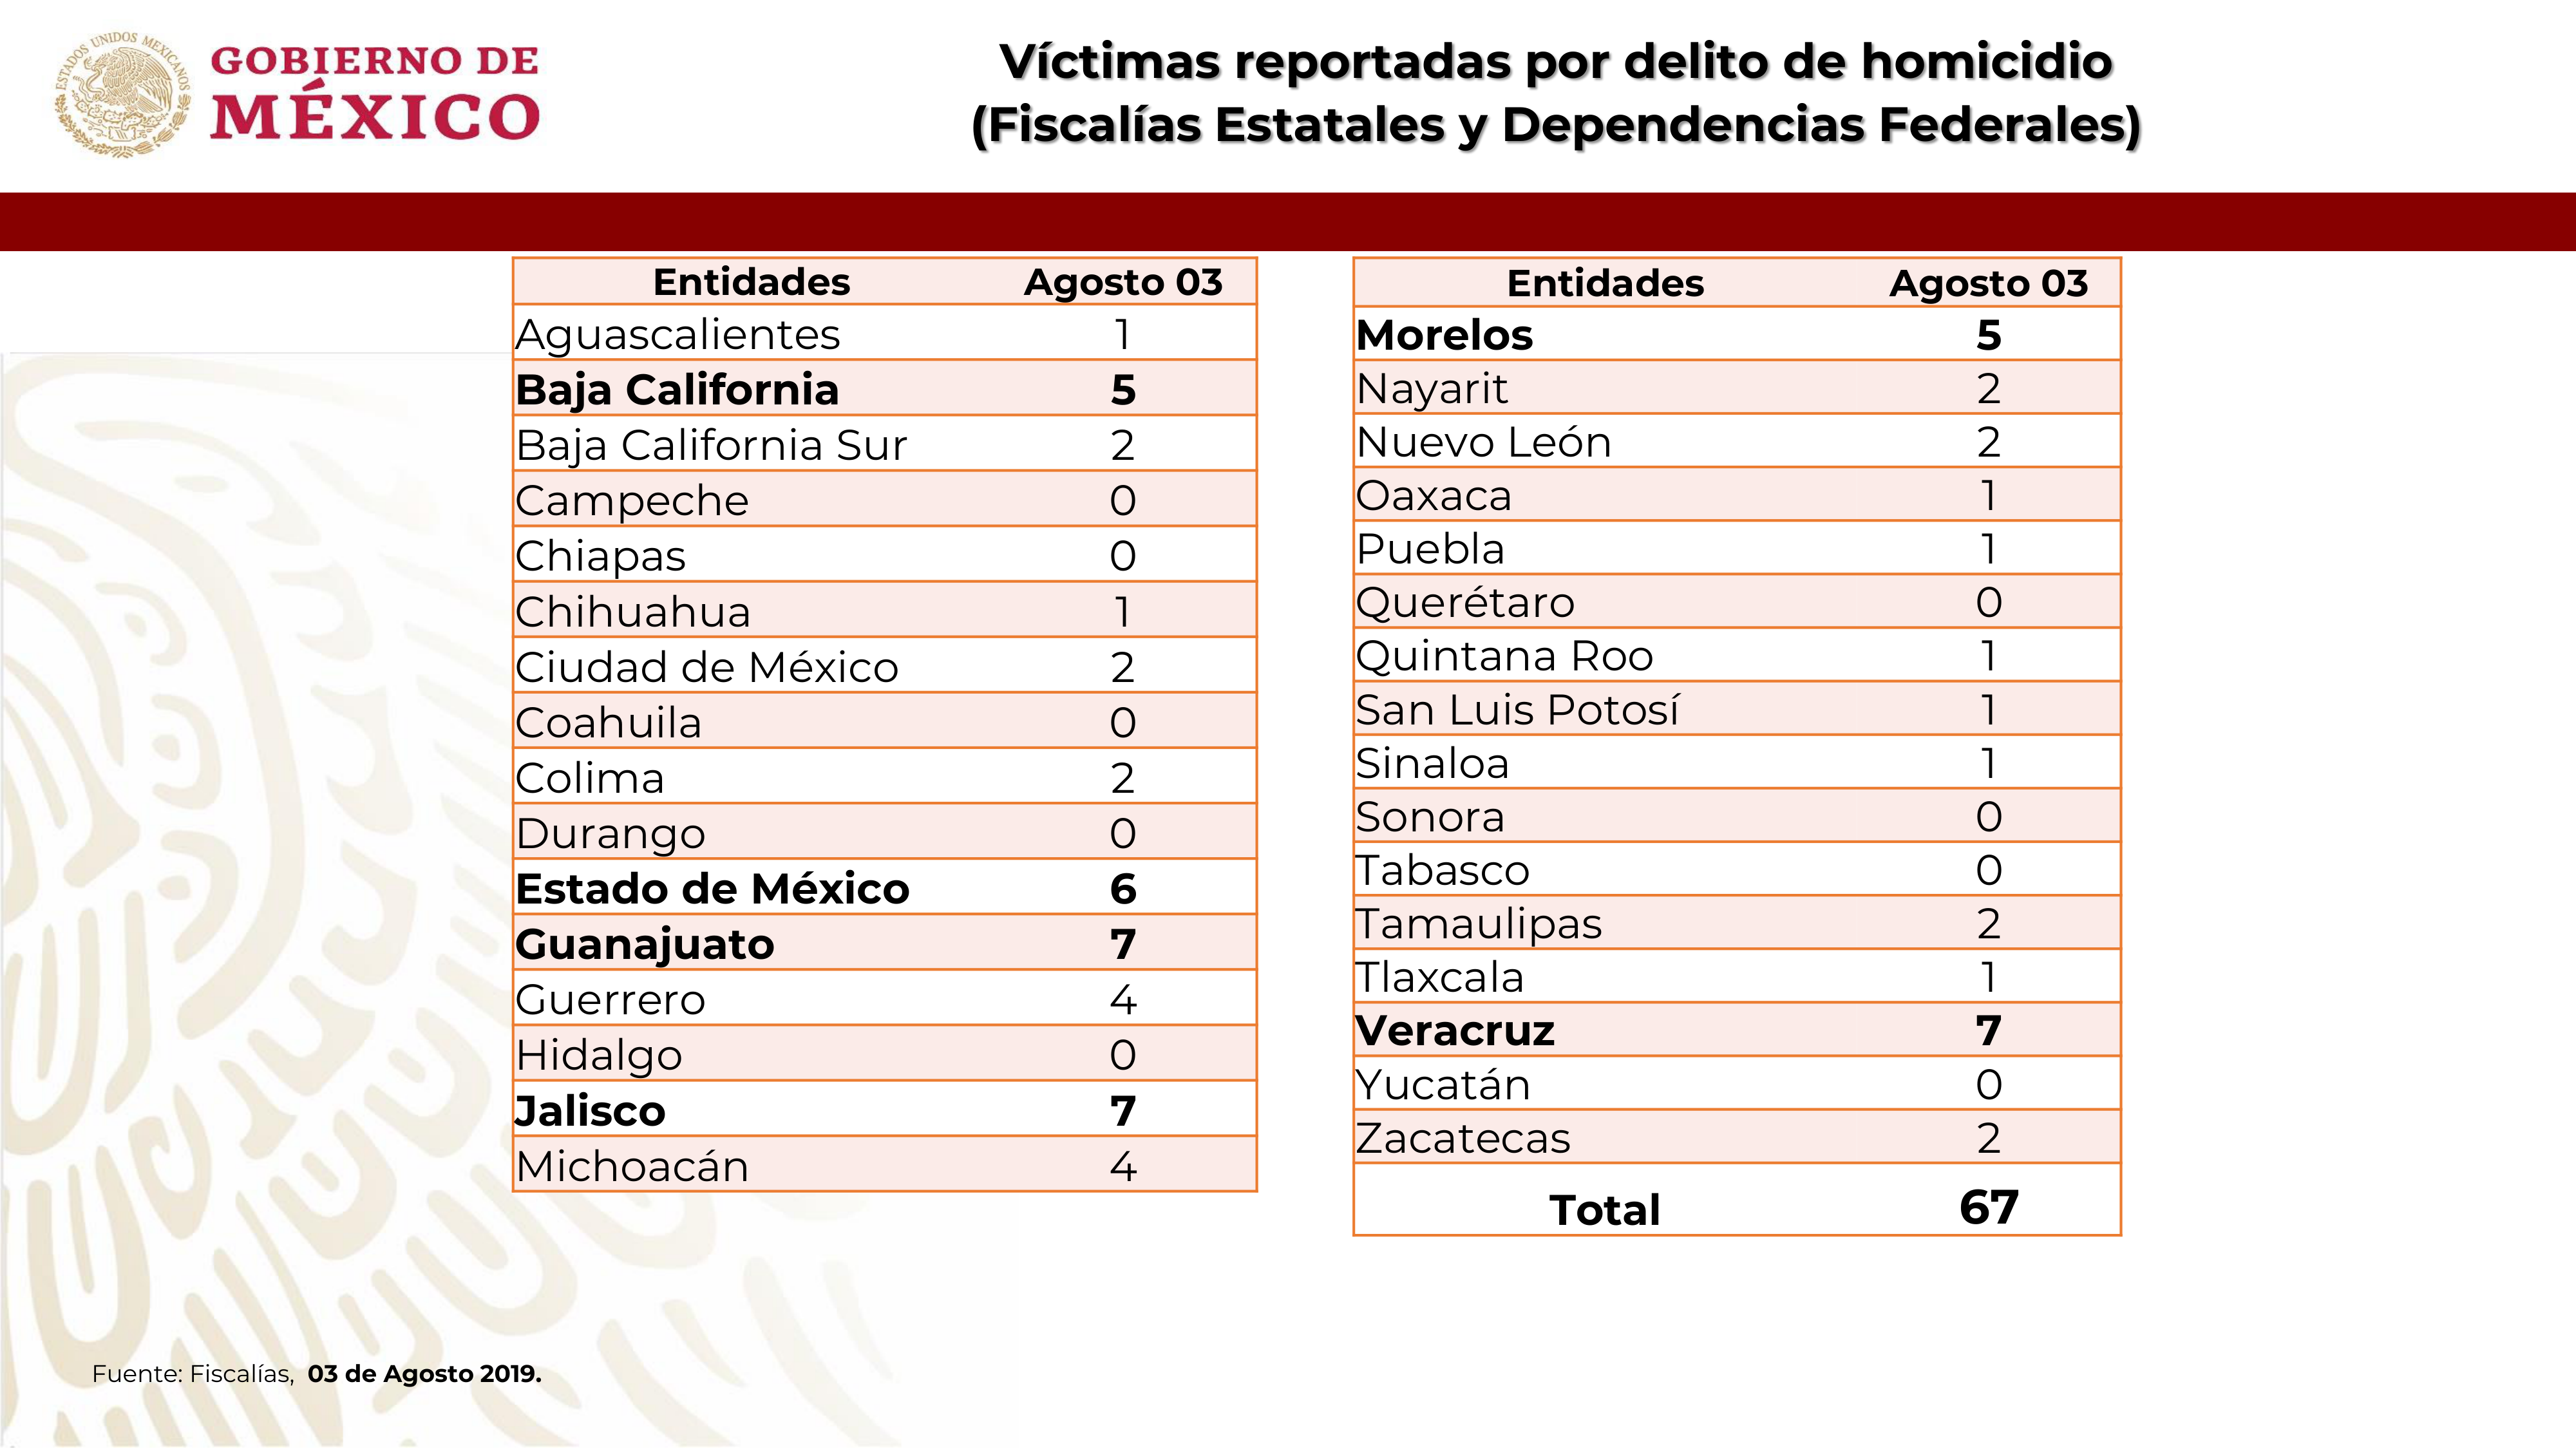 ESTADOS UNIDOS MEXICANOS
GOBIERNO DE
MÉXICO
Víctimas reportadas por delito de homicidio
(Fiscalías Estatales y Dependencias Federales)
Entidades Agosto 03
Aguascalientes 1
Baja California 5
Baja California Sur 2
Campeche 0
Chiapas 0
Chihuahua 1
Ciudad de México 2
Coahuila 0
Colima 2
Durango 0
Estado de México 6
Guanajuato 7
Guerrero 4
Hidalgo 0
Jalisco 7
Michoacán 4
Entidades Agosto 03
Morelos 5
Nayarit 2
Nuevo León 2
Oaxaca 1
Puebla 1
Querétaro 0
Quintana Roo 1
San Luis Potosí 1
Sinaloa 1
Sonora 0
Tabasco 0
Tamaulipas 2
Tlaxcala 1
Veracruz 7
Yucatán 0
Zacatecas 2
Total 67
Fuente: Fiscalías, 03 de Agosto 2019.